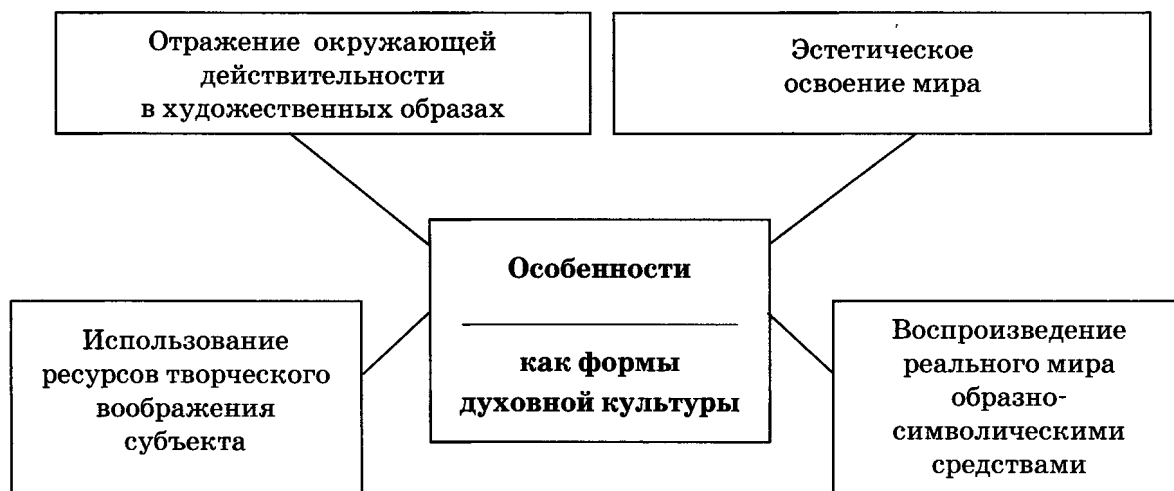 Отражение окружающей
действительности
в художественных образах
Эстетическое
освоение мира
Особенности
как формы
духовной культуры
Использование
ресурсов творческого
воображения
субъекта
Воспроизведение
реального мира
образно-
символическими
средствами